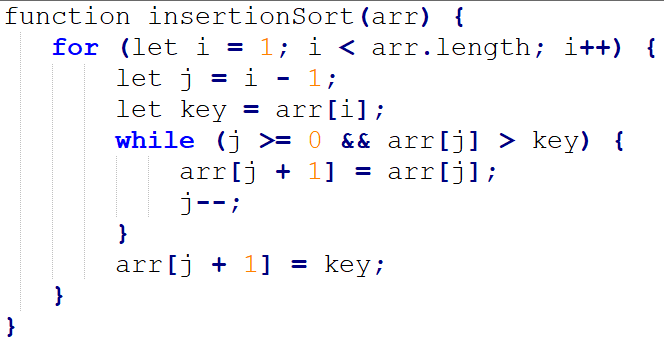 function insertionSort(arr) {
    for (let i = 1; i < arr.length; i++) {
        let j = i - 1;
        let key = arr[i];
        while (j >= 0 && arr[j] > key) {
            arr[j + 1] = arr[j];
            j--;
        }
        arr[j + 1] = key;
    }
}